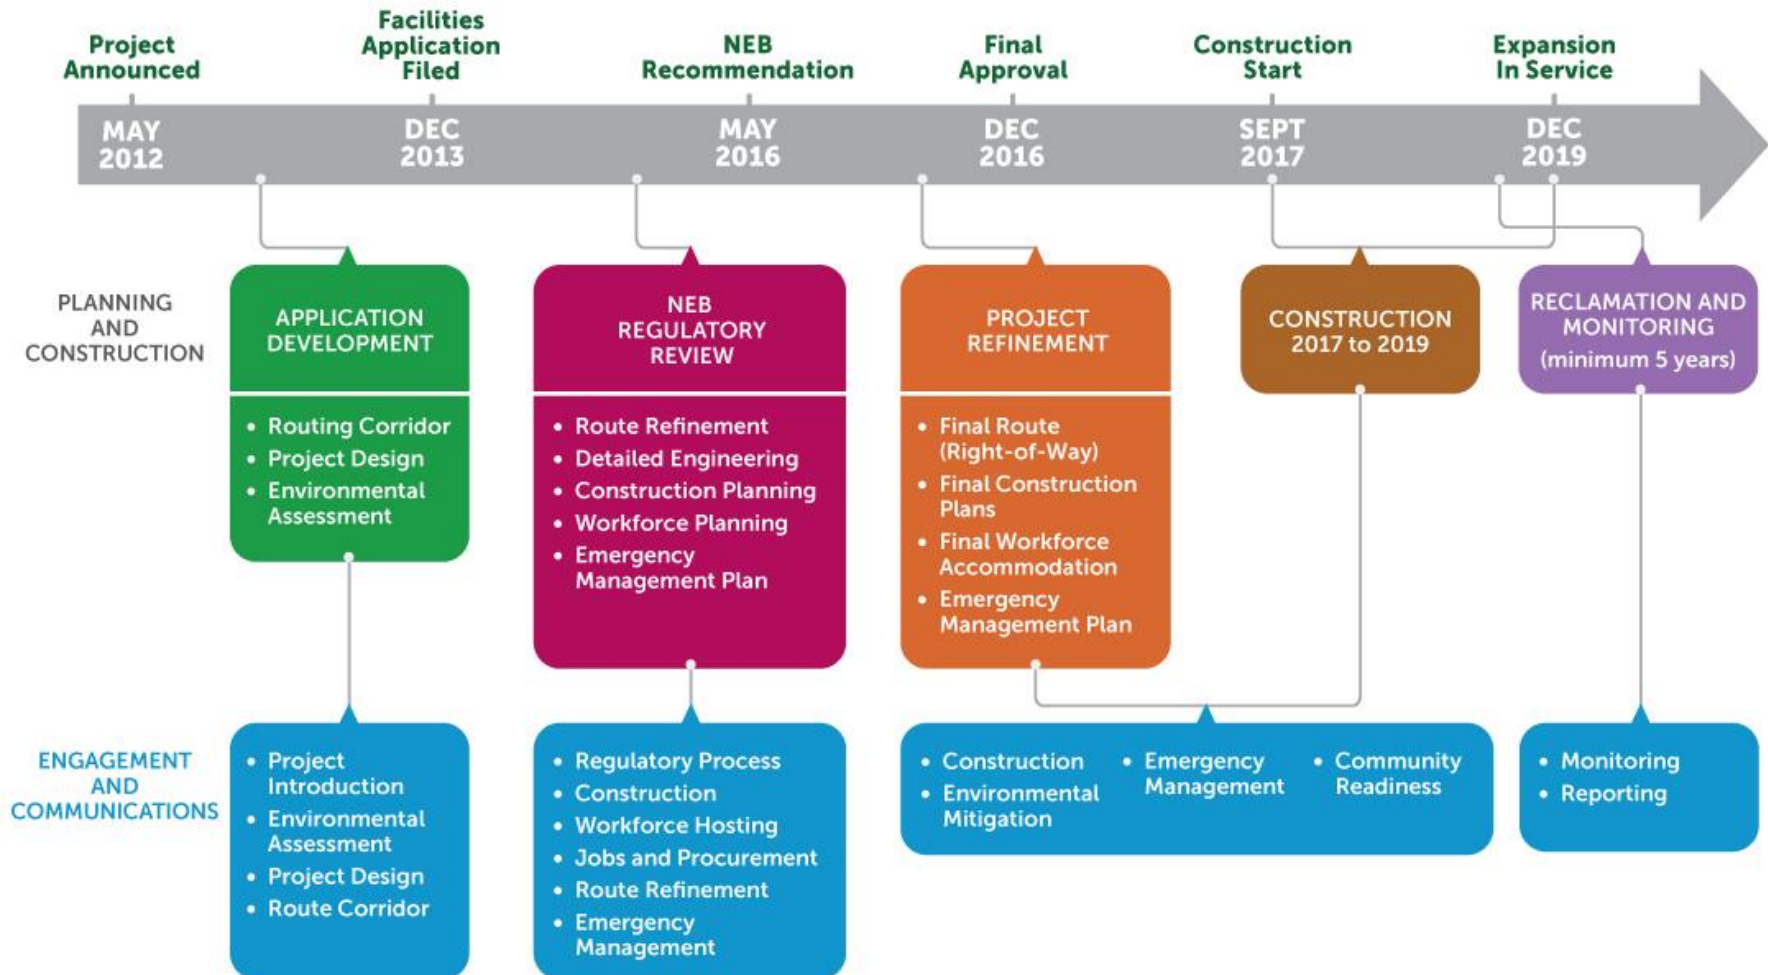 Project
Announced
Facilities
Application
Filed
NEB
Recommendation
Final
Approval
Construction
Start
Expansion
In Service
MAY
2012
DEC
2013
MAY
2016
DEC
2016
SEPT
2017
DEC
2019
PLANNING
AND
CONSTRUCTION
APPLICATION
DEVELOPMENT
• Routing Corridor
• Project Design
• Environmental
Assessment
NEB
REGULATORY
REVIEW
• Route Refinement
• Detailed Engineering
• Construction Planning
• Workforce Planning
• Emergency
Management Plan
PROJECT
REFINEMENT
• Final Route
(Right-of-Way)
• Final Construction
Plans
• Final Workforce
Accommodation
• Emergency
Management Plan
CONSTRUCTION
2017 to 2019
RECLAMATION AND
MONITORING
(minimum 5 years)
ENGAGEMENT
AND
COMMUNICATIONS
• Project
Introduction
• Environmental
Assessment
• Project Design
• Route Corridor
• Regulatory Process
• Construction
• Workforce Hosting
• Jobs and Procurement
• Route Refinement
• Emergency
Management
• Construction
• Environmental
Mitigation
• Emergency
Management
• Community
Readiness
• Monitoring
• Reporting